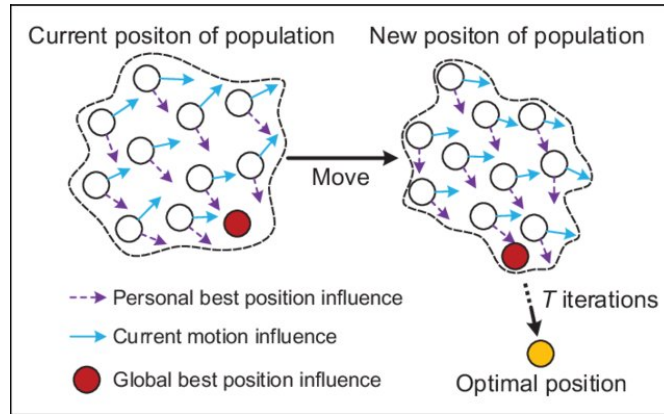 Current positon of population
New positon of population
Move
Personal best position influence
Current motion influence
Global best position influence
T iterations
Optimal position